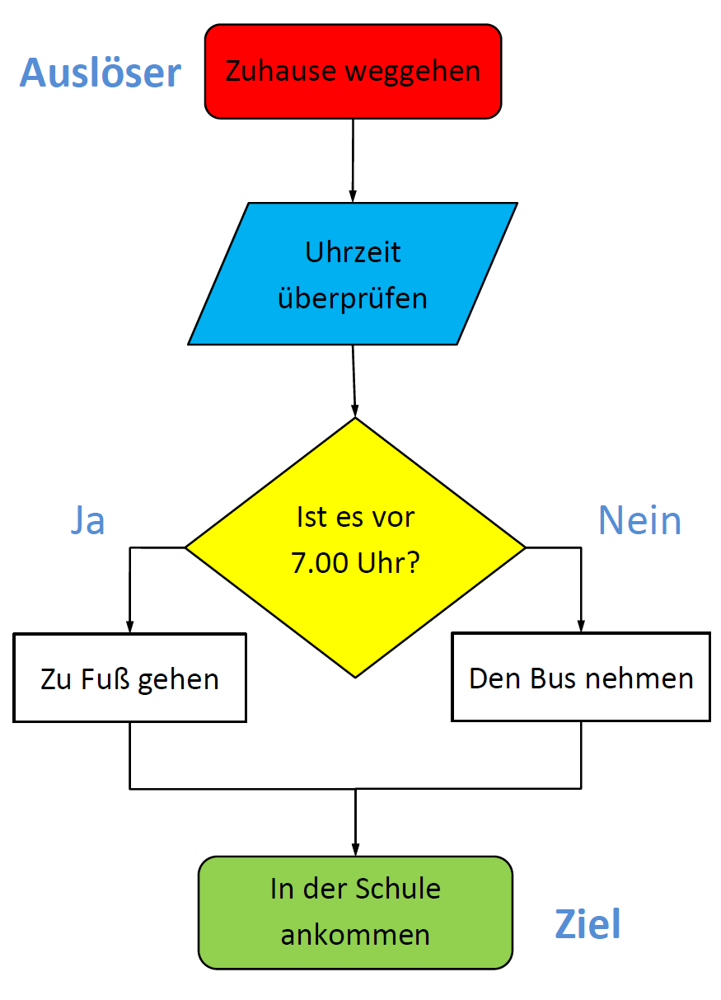 Auslöser
Zuhause weggehen
Uhrzeit
überprüfen
Ist es vor
7.00 Uhr?
Ja
Nein
Zu Fuß gehen
Den Bus nehmen
In der Schule
ankommen
Ziel